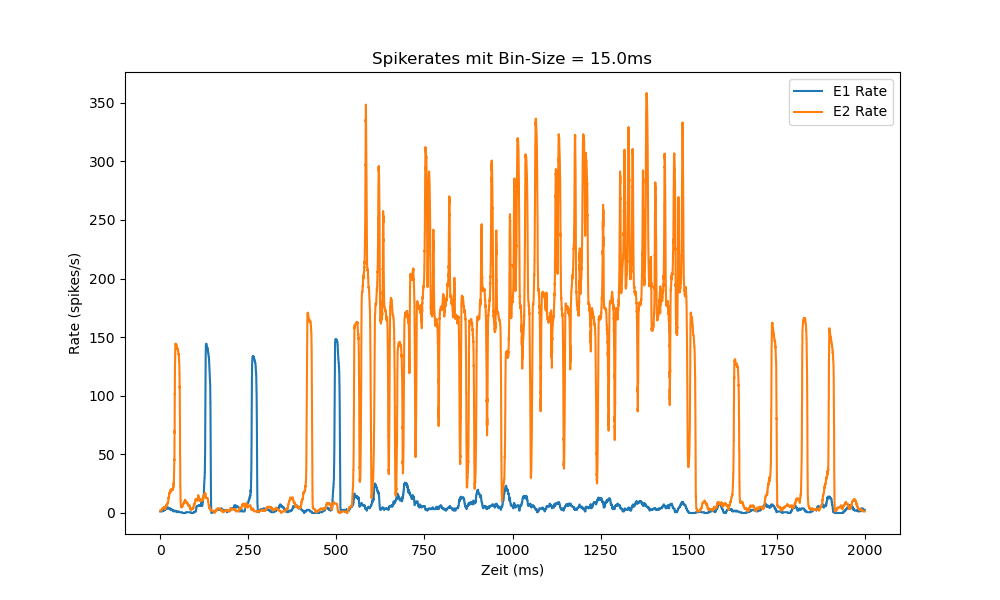 Spikerates mit Bin-Size = 15.0ms
E1 Rate
E2 Rate
350
300
250
200
150
100
50
0
Rate (spikes/s)
0 250 500 750 1000 1250 1500 1750 2000
Zeit (ms)